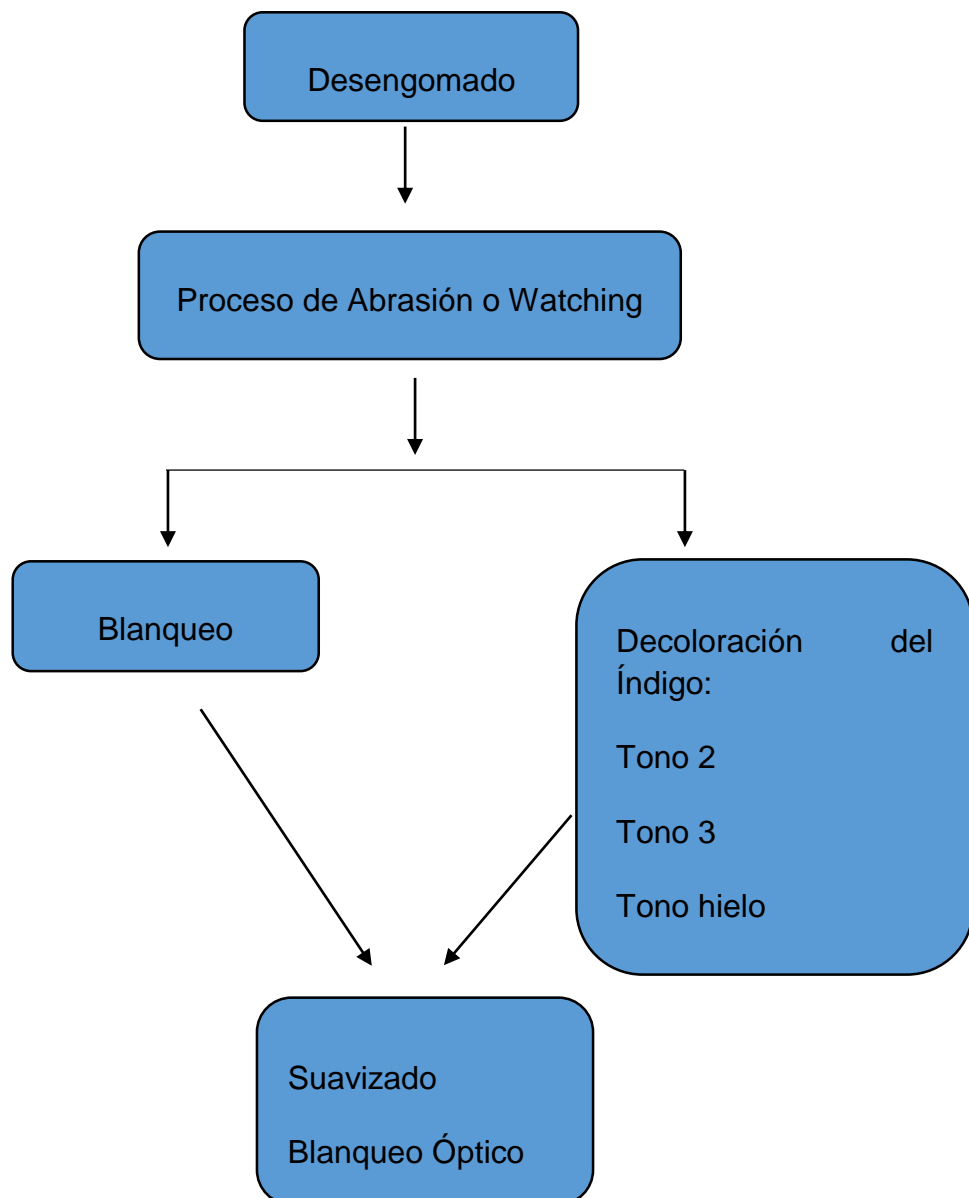 Desengomado
Proceso de Abrasión o Watching
Blanqueo
Decoloración del
Índigo:
Tono 2
Tono 3
Tono hielo
Suavizado
Blanqueo Óptico